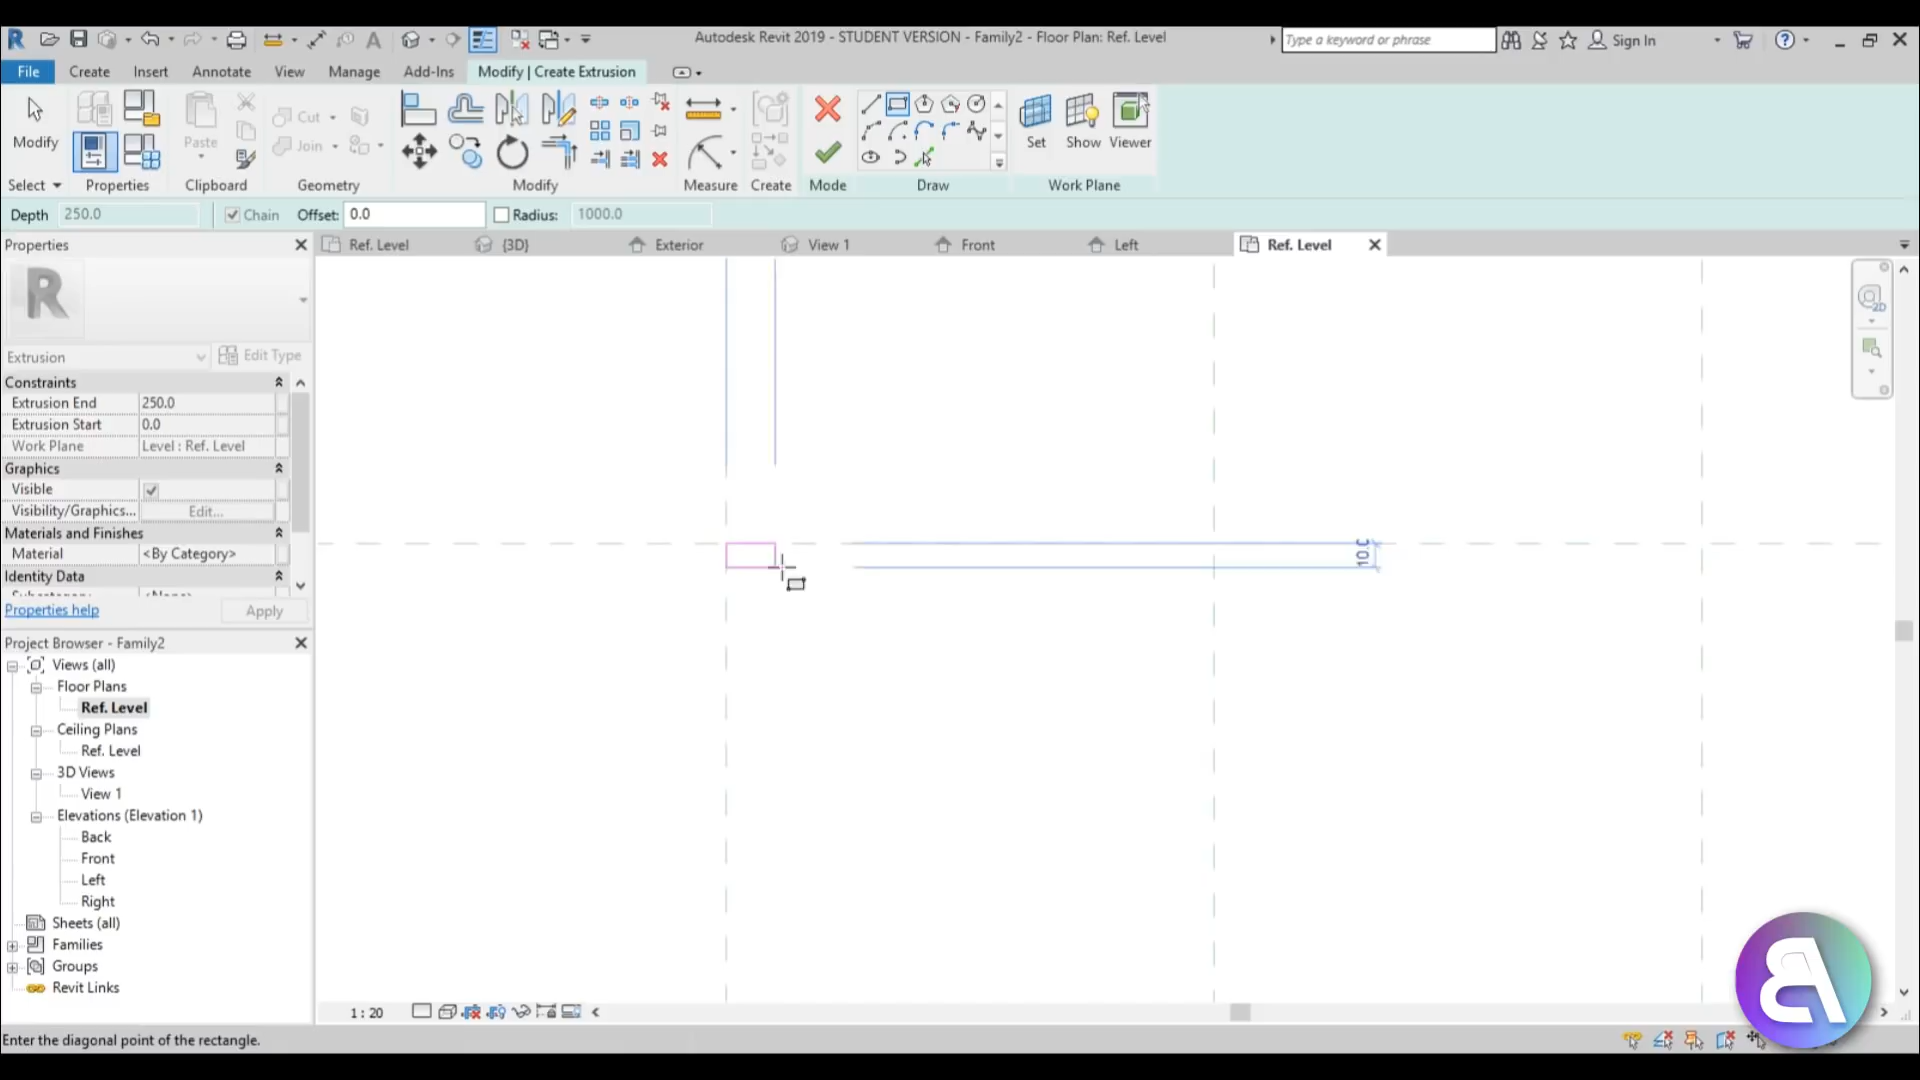 Autodesk Revit 2019 - STUDENT VERSION - Family2 - Floor Plan: Ref. Level
Type a keyword or phrase
Sign In
File Create Insert Annotate View Manage Add-Ins Modify | Create Extrusion
Modify
Paste
Cut
Join
Set Show Viewer
Select Properties Clipboard Geometry Modify Measure Create Mode Draw Work Plane
Depth 250.0 Chain Offset: 0.0 Radius: 1000.0
Properties
Ref. Level {3D} Exterior View 1 Front Left Ref. Level
R
Extrusion Edit Type
Constraints
Extrusion End 250.0
Extrusion Start 0.0
Work Plane Level : Ref. Level
Graphics
Visible
Visibility/Graphics... Edit...
Materials and Finishes
Material <By Category>
Identity Data
Properties help Apply
Project Browser - Family2
Views (all)
Floor Plans
Ref. Level
Ceiling Plans
Ref. Level
3D Views
View 1
Elevations (Elevation 1)
Back
Front
Left
Right
Sheets (all)
Families
Groups
Revit Links
2D
1 : 20
Enter the diagonal point of the rectangle.